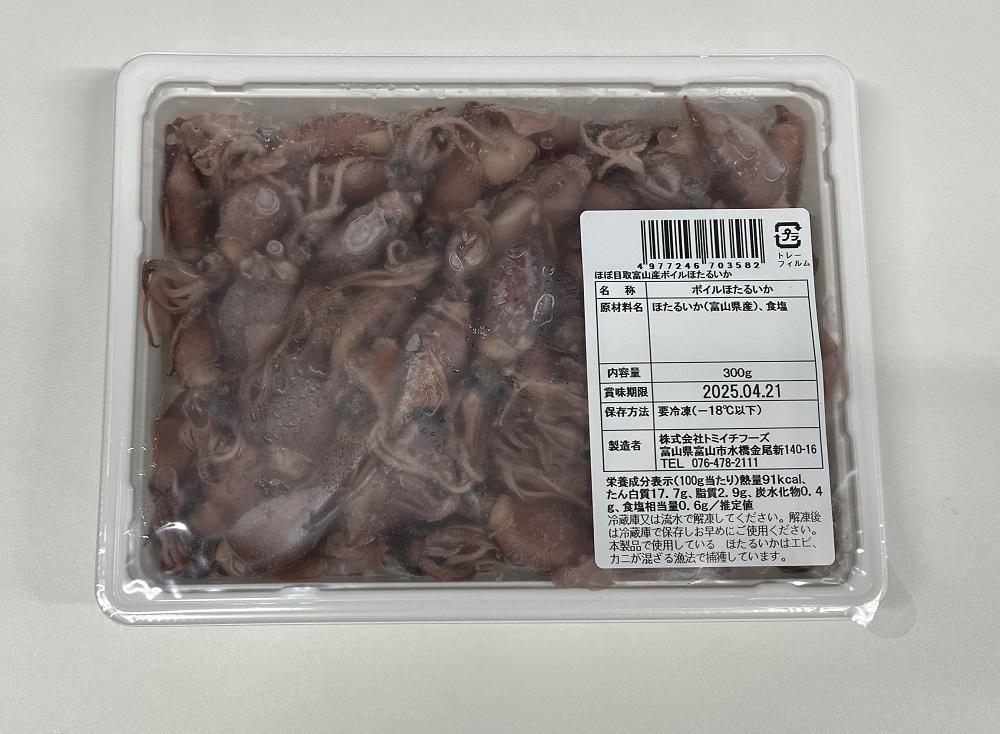 プラ
トレー
フィルム
4977246703582
ほぼ目取富山産ボイルほたるいか
名　称 ボイルほたるいか
原材料名 ほたるいか(富山県産)、食塩
内容量 300g
賞味期限 2025.04.21
保存方法 要冷凍(－18℃以下)
製造者 株式会社トミイチフーズ
富山県富山市水橋金尾新140-16
TEL 076-478-2111
栄養成分表示(100g当たり)熱量91kcal、
たん白質17.7g、脂質2.9g、炭水化物0.4
g、食塩相当量0.6g／推定値
冷蔵庫又は流水で解凍してください。解凍後
は冷蔵庫で保存しお早めにご使用ください。
本製品で使用している　ほたるいかはエビ、
カニが混ざる漁法で捕獲しています。